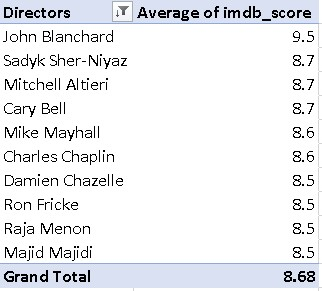 Directors Average of imdb_score
John Blanchard 9.5
Sadyk Sher-Niyaz 8.7
Mitchell Altieri 8.7
Cary Bell 8.7
Mike Mayhall 8.6
Charles Chaplin 8.6
Damien Chazelle 8.5
Ron Fricke 8.5
Raja Menon 8.5
Majid Majidi 8.5
Grand Total 8.68